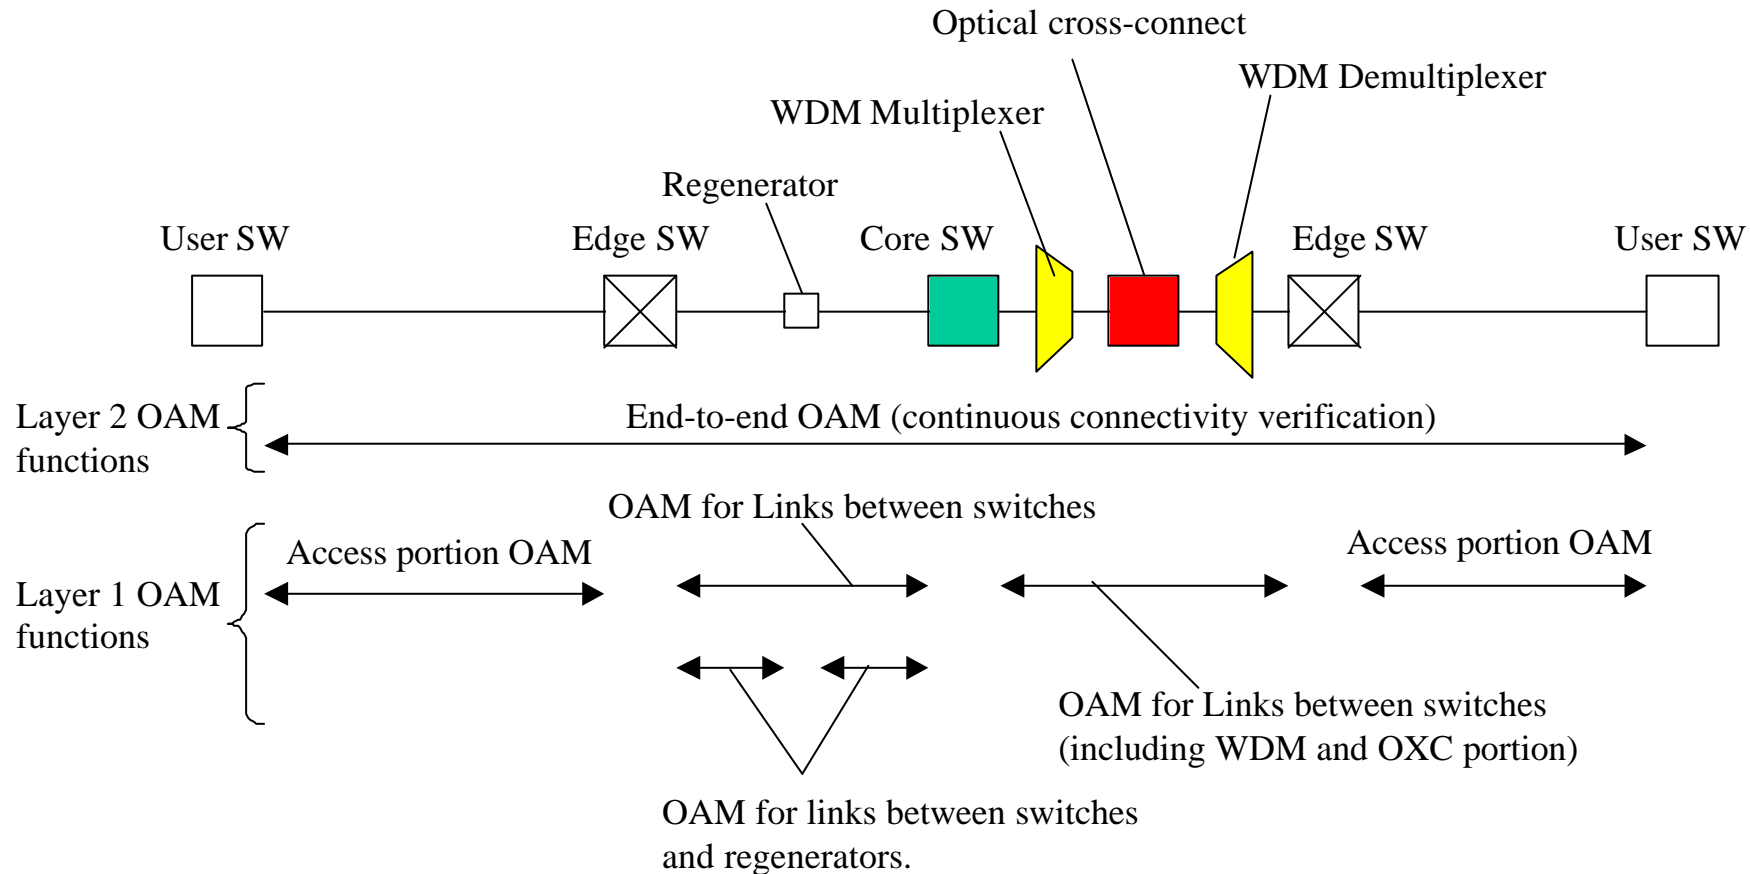 Optical cross-connect
WDM Demultiplexer
WDM Multiplexer
Regenerator
User SW
Edge SW
Core SW
Edge SW
User SW
Layer 2 OAM
functions
End-to-end OAM (continuous connectivity verification)
OAM for Links between switches
Access portion OAM
Access portion OAM
Layer 1 OAM
functions
OAM for Links between switches
(including WDM and OXC portion)
OAM for links between switches
and regenerators.